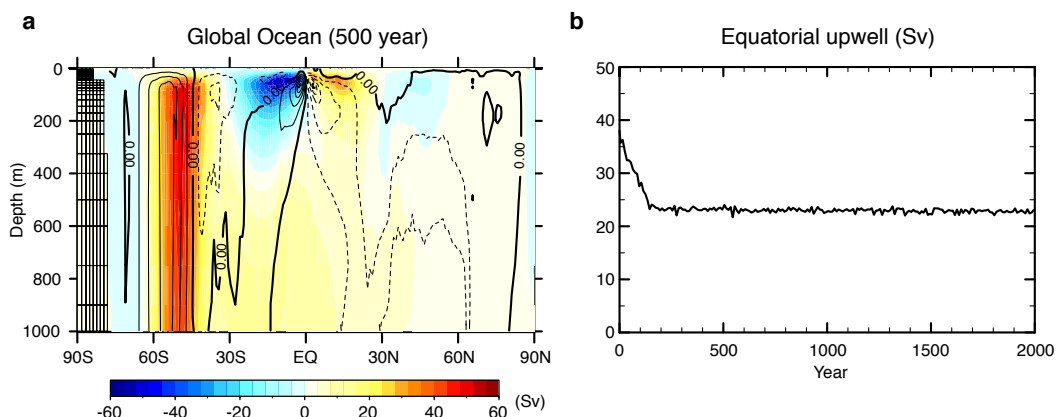 a
Global Ocean (500 year)
0
200
400
600
800
1000
Depth (m)
0.00
0.00
0.00
0.00
0.00
0.00
90S 60S 30S EQ 30N 60N 90N
-60 -40 -20 0 20 40 60
(Sv)
b
Equatorial upwell (Sv)
50
40
30
20
10
0
0 500 1000 1500 2000
Year